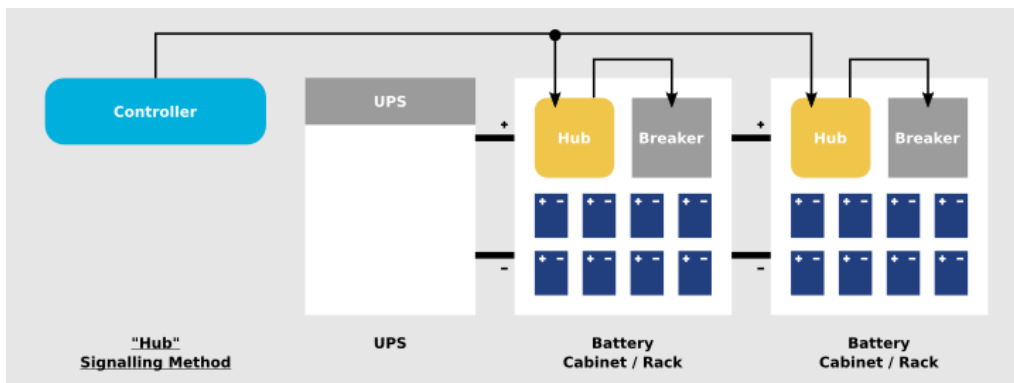 Controller
UPS
+
Hub
Breaker
+
Hub
Breaker
+ - + - + - + -
+ - + - + - + -
+ - + - + - + -
+ - + - + - + -
-
-
"Hub"
Signalling Method
UPS
Battery
Cabinet / Rack
Battery
Cabinet / Rack